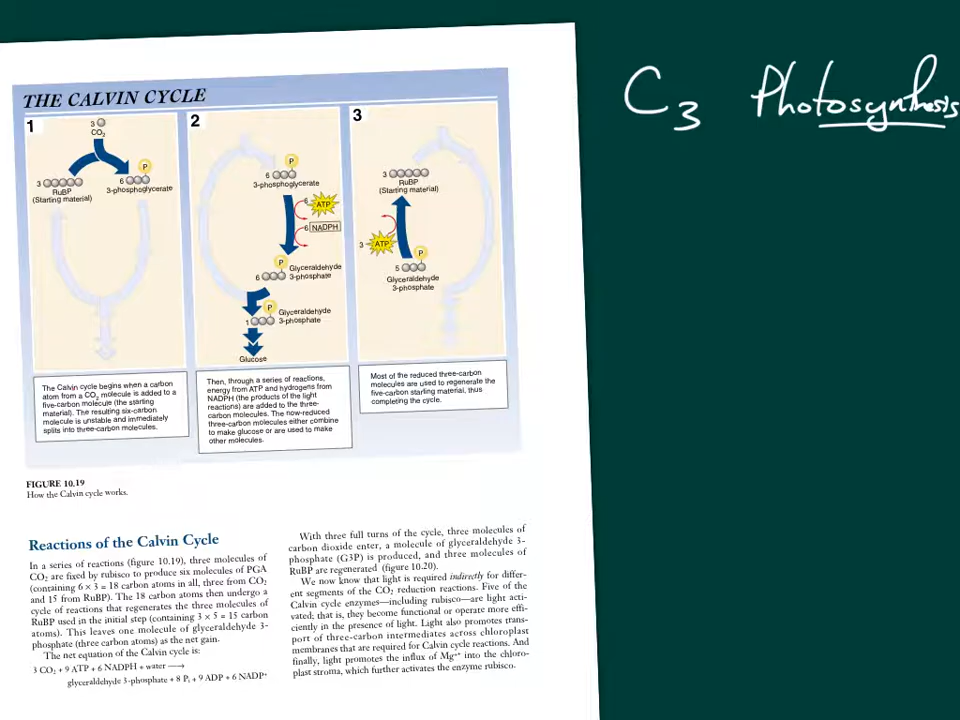 C3 Photosynthesis
THE CALVIN CYCLE
1
3
CO2
P
3
6
RuBP
(Starting material)
3-phosphoglycerate
The Calvin cycle begins when a carbon
atom from a CO2 molecule is added to a
five-carbon molecule (the starting
material). The resulting six-carbon
molecule is unstable and immediately
splits into three-carbon molecules.
2
P
6
3-phosphoglycerate
6 ATP
6 NADPH
P
6
Glyceraldehyde
3-phosphate
P
1
Glyceraldehyde
3-phosphate
Glucose
Then, through a series of reactions,
energy from ATP and hydrogens from
NADPH (the products of the light
reactions) are added to the three-
carbon molecules. The now-reduced
three-carbon molecules either combine
to make glucose or are used to make
other molecules.
3
3
RuBP
(Starting material)
3 ATP
P
5
Glyceraldehyde
3-phosphate
Most of the reduced three-carbon
molecules are used to regenerate the
five-carbon starting material, thus
completing the cycle.
FIGURE 10.19
How the Calvin cycle works.
Reactions of the Calvin Cycle
In a series of reactions (figure 10.19), three molecules of
CO2 are fixed by rubisco to produce six molecules of PGA
(containing 6 × 3 = 18 carbon atoms in all, three from CO2
and 15 from RuBP). The 18 carbon atoms then undergo a
cycle of reactions that regenerates the three molecules of
RuBP used in the initial step (containing 3 × 5 = 15 carbon
atoms). This leaves one molecule of glyceraldehyde 3-
phosphate (three carbon atoms) as the net gain.
The net equation of the Calvin cycle is:
3 CO2 + 9 ATP + 6 NADPH + water ⟶
glyceraldehyde 3-phosphate + 8 Pi + 9 ADP + 6 NADP+
With three full turns of the cycle, three molecules of
carbon dioxide enter, a molecule of glyceraldehyde 3-
phosphate (G3P) is produced, and three molecules of
RuBP are regenerated (figure 10.20).
We now know that light is required indirectly for differ-
ent segments of the CO2 reduction reactions. Five of the
Calvin cycle enzymes—including rubisco—are light acti-
vated; that is, they become functional or operate more effi-
ciently in the presence of light. Light also promotes trans-
port of three-carbon intermediates across chloroplast
membranes that are required for Calvin cycle reactions. And
finally, light promotes the influx of Mg++ into the chloro-
plast stroma, which further activates the enzyme rubisco.